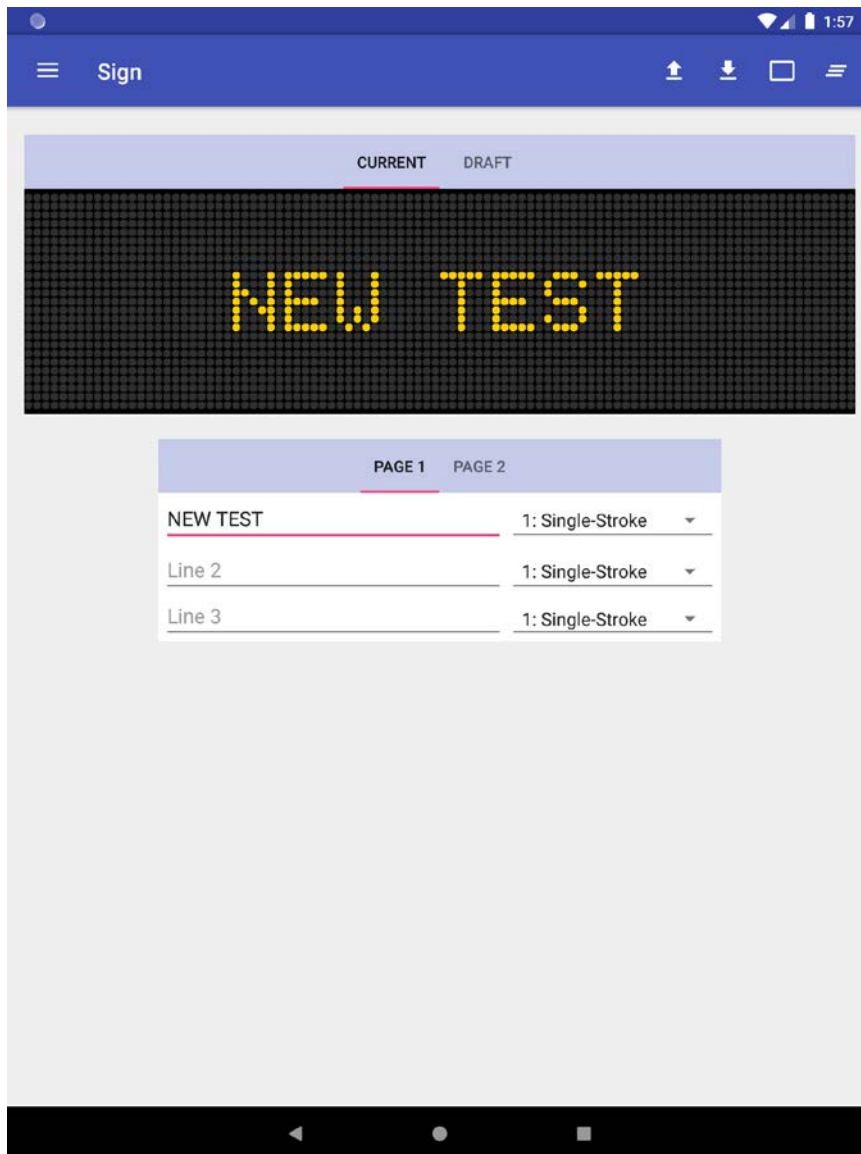 1:57
Sign
CURRENT DRAFT
NEW TEST
PAGE 1 PAGE 2
NEW TEST 1: Single-Stroke
Line 2 1: Single-Stroke
Line 3 1: Single-Stroke